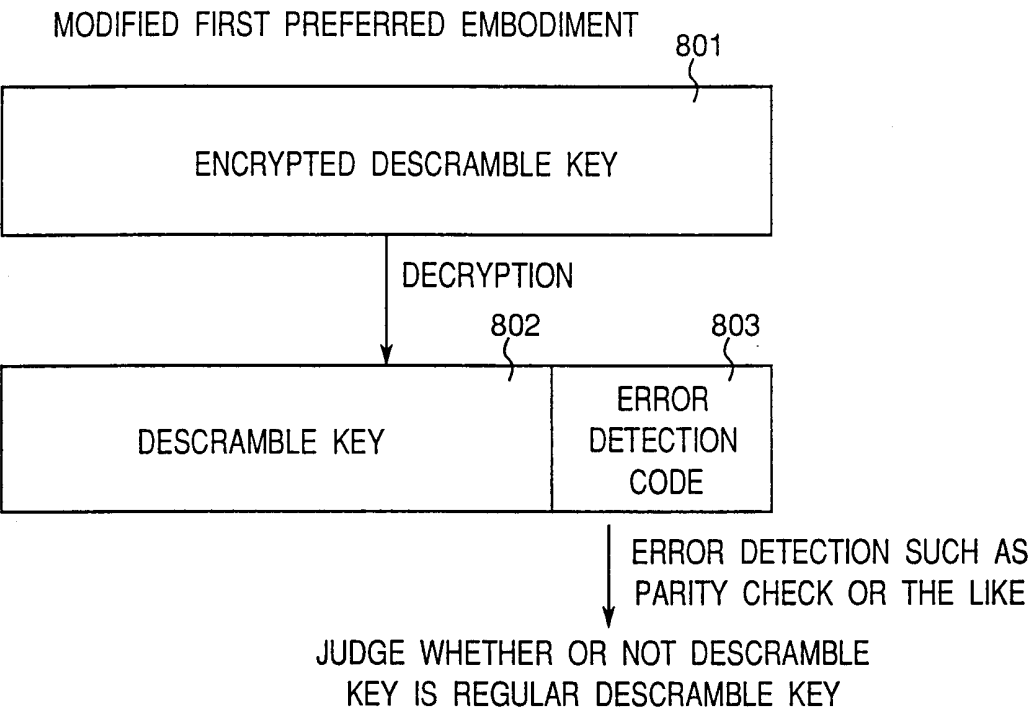 MODIFIED FIRST PREFERRED EMBODIMENT
801
ENCRYPTED DESCRAMBLE KEY
DECRYPTION
802
803
DESCRAMBLE KEY
ERROR
DETECTION
CODE
ERROR DETECTION SUCH AS
PARITY CHECK OR THE LIKE
JUDGE WHETHER OR NOT DESCRAMBLE
KEY IS REGULAR DESCRAMBLE KEY